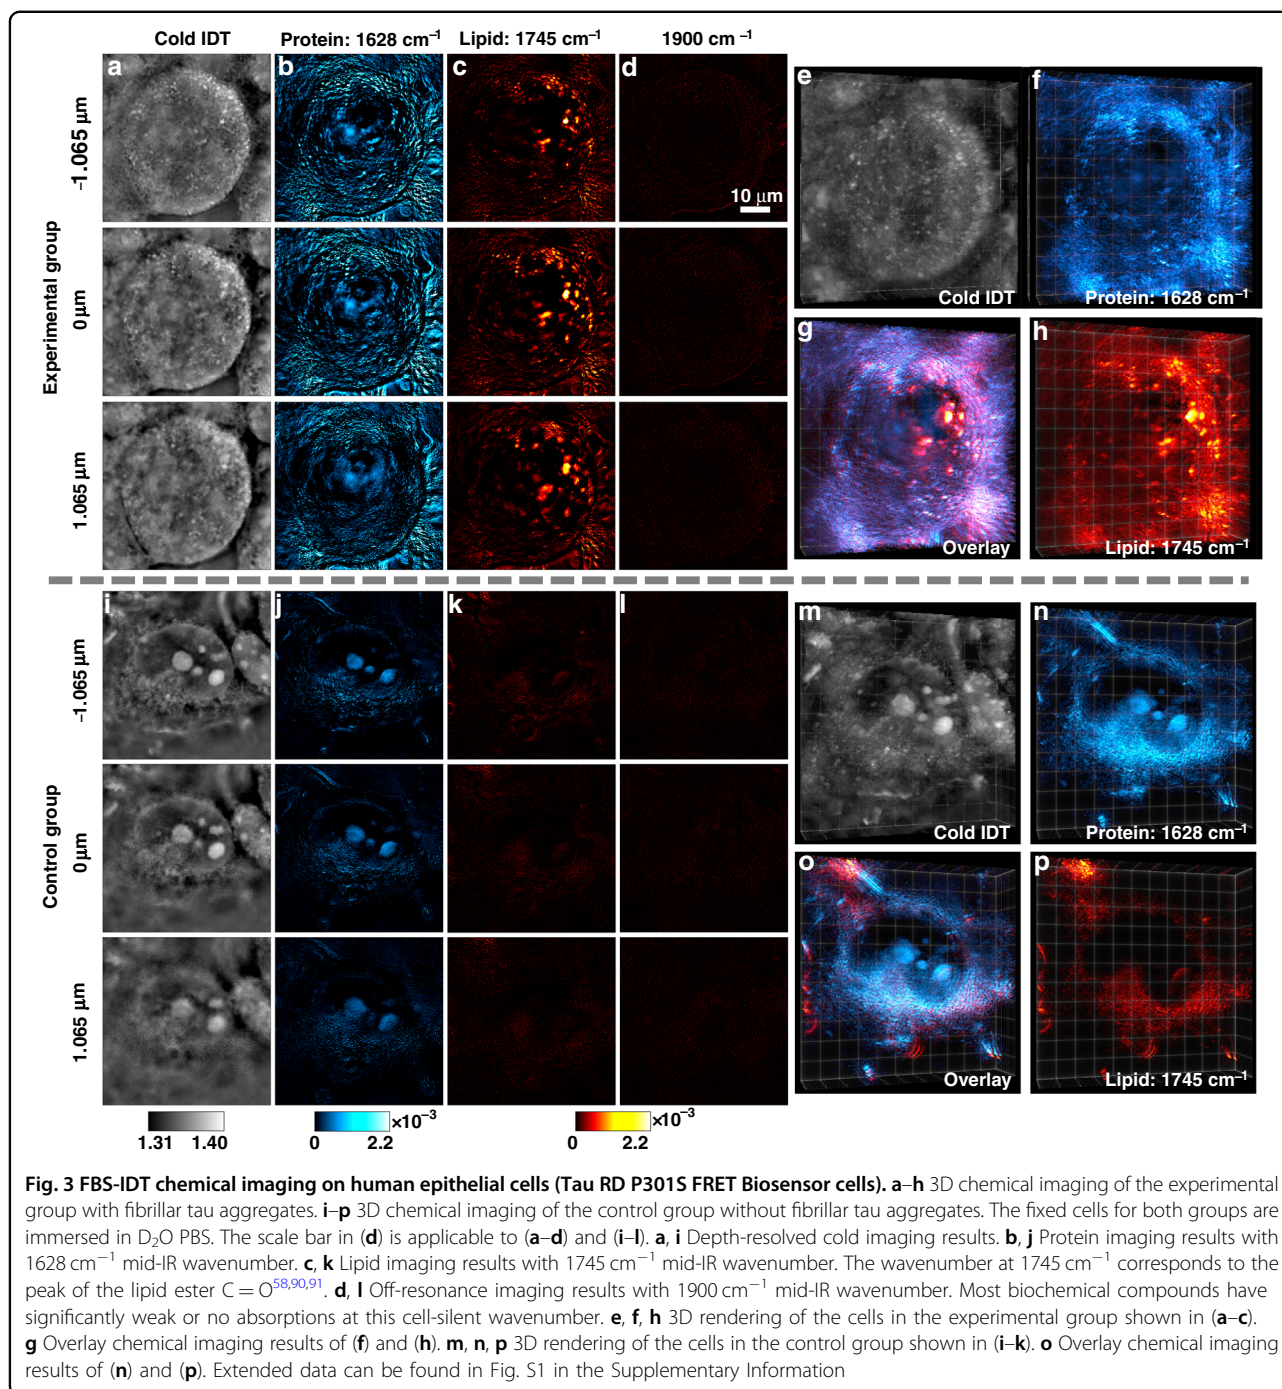 Cold IDT
Protein: 1628 cm⁻¹
Lipid: 1745 cm⁻¹
1900 cm ⁻¹
Experimental group
–1.065 µm
0 µm
1.065 µm
a
b
c
d
10 µm
e
Cold IDT
f
Protein: 1628 cm⁻¹
g
Overlay
h
Lipid: 1745 cm⁻¹
Control group
–1.065 µm
0 µm
1.065 µm
i
j
k
l
m
Cold IDT
n
Protein: 1628 cm⁻¹
o
Overlay
p
Lipid: 1745 cm⁻¹
1.31 1.40
×10⁻³
0 2.2
×10⁻³
0 2.2
Fig. 3 FBS-IDT chemical imaging on human epithelial cells (Tau RD P301S FRET Biosensor cells). a–h 3D chemical imaging of the experimental
group with fibrillar tau aggregates. i–p 3D chemical imaging of the control group without fibrillar tau aggregates. The fixed cells for both groups are
immersed in D₂O PBS. The scale bar in (d) is applicable to (a–d) and (i–l). a, i Depth-resolved cold imaging results. b, j Protein imaging results with
1628 cm⁻¹ mid-IR wavenumber. c, k Lipid imaging results with 1745 cm⁻¹ mid-IR wavenumber. The wavenumber at 1745 cm⁻¹ corresponds to the
peak of the lipid ester C = O⁵⁸,⁹⁰,⁹¹. d, l Off-resonance imaging results with 1900 cm⁻¹ mid-IR wavenumber. Most biochemical compounds have
significantly weak or no absorptions at this cell-silent wavenumber. e, f, h 3D rendering of the cells in the experimental group shown in (a–c).
g Overlay chemical imaging results of (f) and (h). m, n, p 3D rendering of the cells in the control group shown in (i–k). o Overlay chemical imaging
results of (n) and (p). Extended data can be found in Fig. S1 in the Supplementary Information